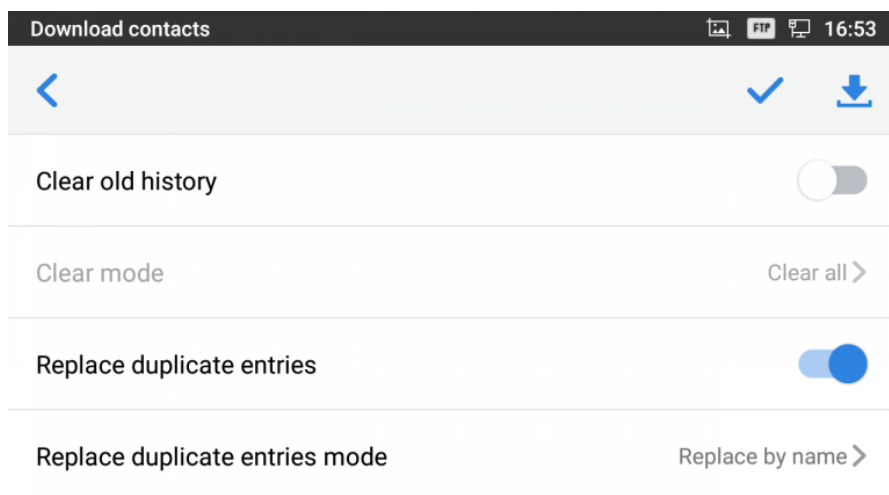 Download contacts FTP 16:53
Clear old history
Clear mode Clear all
Replace duplicate entries
Replace duplicate entries mode Replace by name